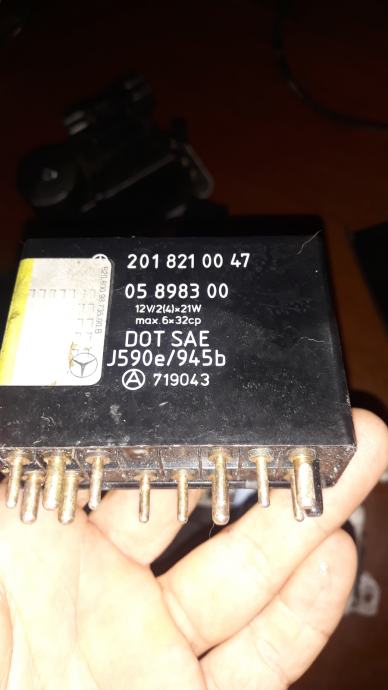 201 821 00 47
05 8983 00
12V/2(4)×21W
max.6×32cp
DOT SAE
J590e/945b
A 719043